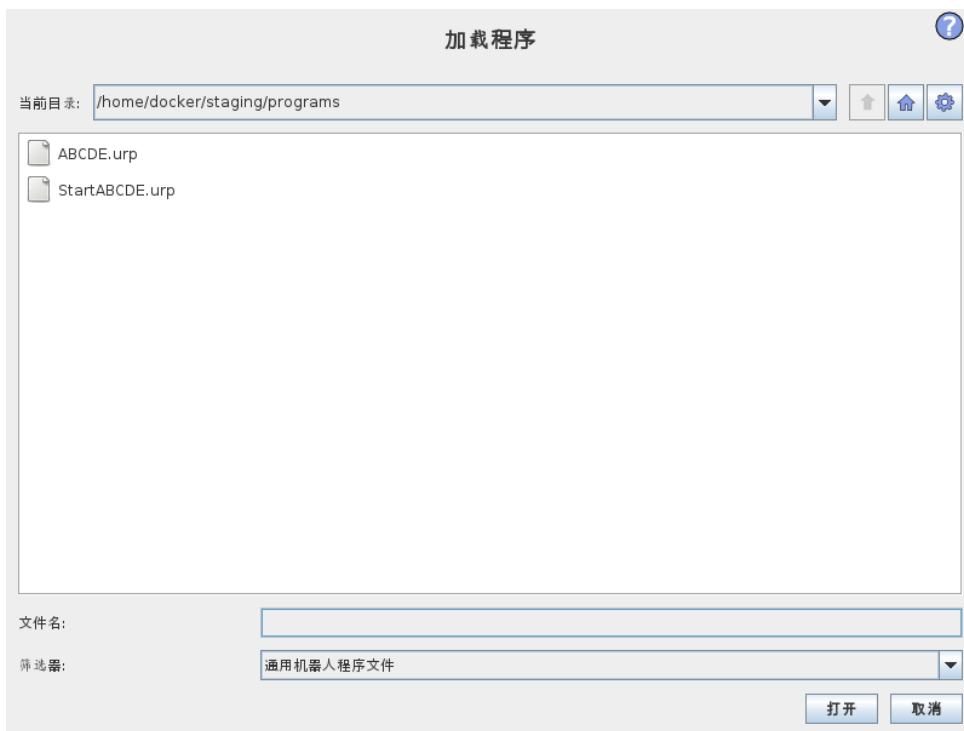 加载程序
?
当前目录: /home/docker/staging/programs
ABCDE.urp
StartABCDE.urp
文件名:
筛选器: 通用机器人程序文件
打开 取消